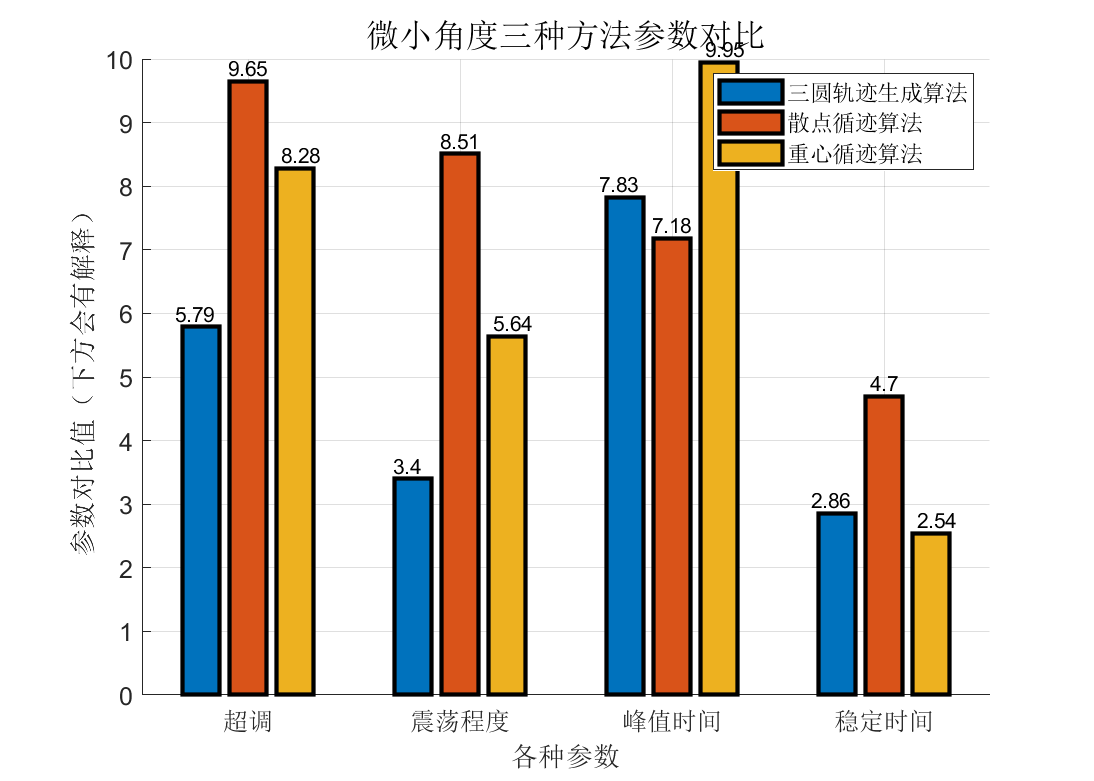 微小角度三种方法参数对比
三圆轨迹生成算法
散点循迹算法
重心循迹算法
参数对比值（下方会有解释）
10
9
8
7
6
5
4
3
2
1
0
5.79
9.65
8.28
3.4
8.51
5.64
7.83
7.18
9.95
2.86
4.7
2.54
超调
震荡程度
峰值时间
稳定时间
各种参数